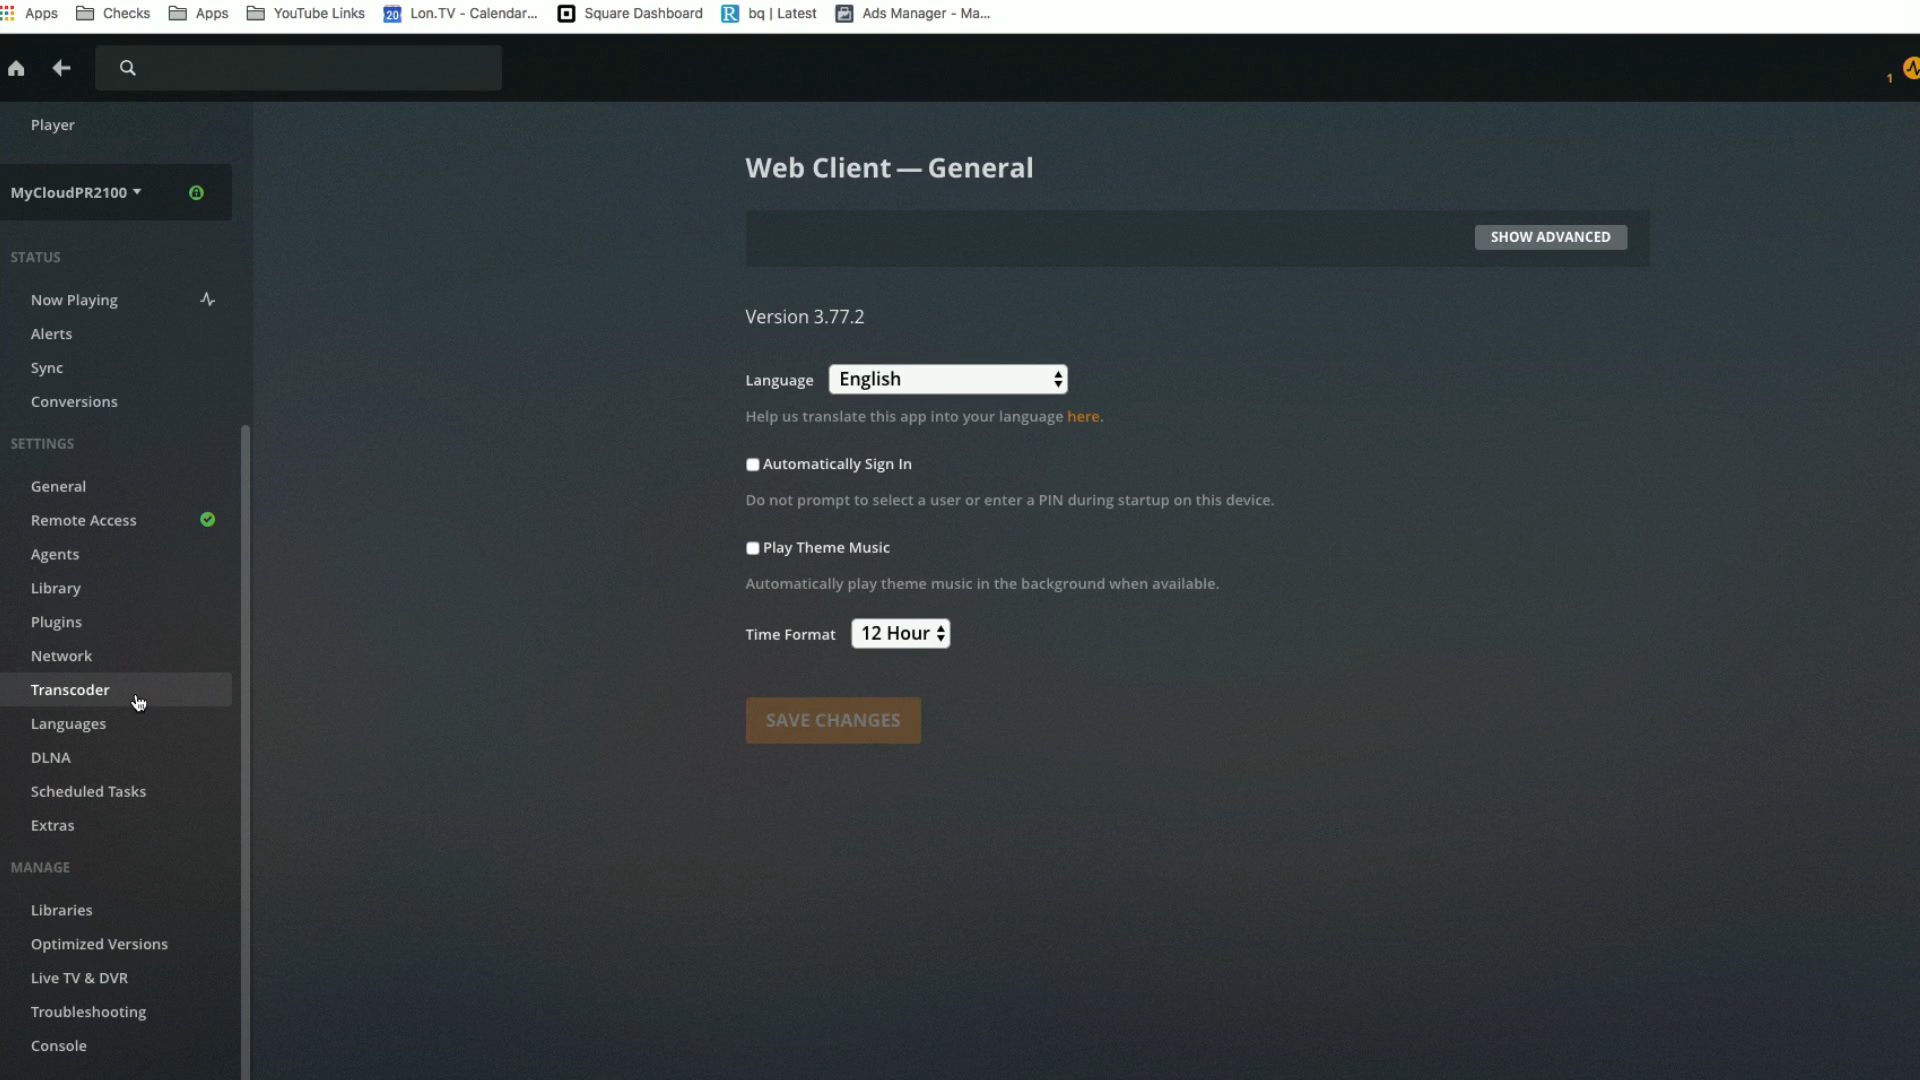 Apps Checks Apps YouTube Links 20 Lon.TV - Calendar... Square Dashboard R bq | Latest Ads Manager - Ma...
1
Player
MyCloudPR2100
STATUS
Now Playing
Alerts
Sync
Conversions
SETTINGS
General
Remote Access
Agents
Library
Plugins
Network
Transcoder
Languages
DLNA
Scheduled Tasks
Extras
MANAGE
Libraries
Optimized Versions
Live TV & DVR
Troubleshooting
Console
Web Client — General
SHOW ADVANCED
Version 3.77.2
Language English
Help us translate this app into your language here.
Automatically Sign In
Do not prompt to select a user or enter a PIN during startup on this device.
Play Theme Music
Automatically play theme music in the background when available.
Time Format 12 Hour
SAVE CHANGES